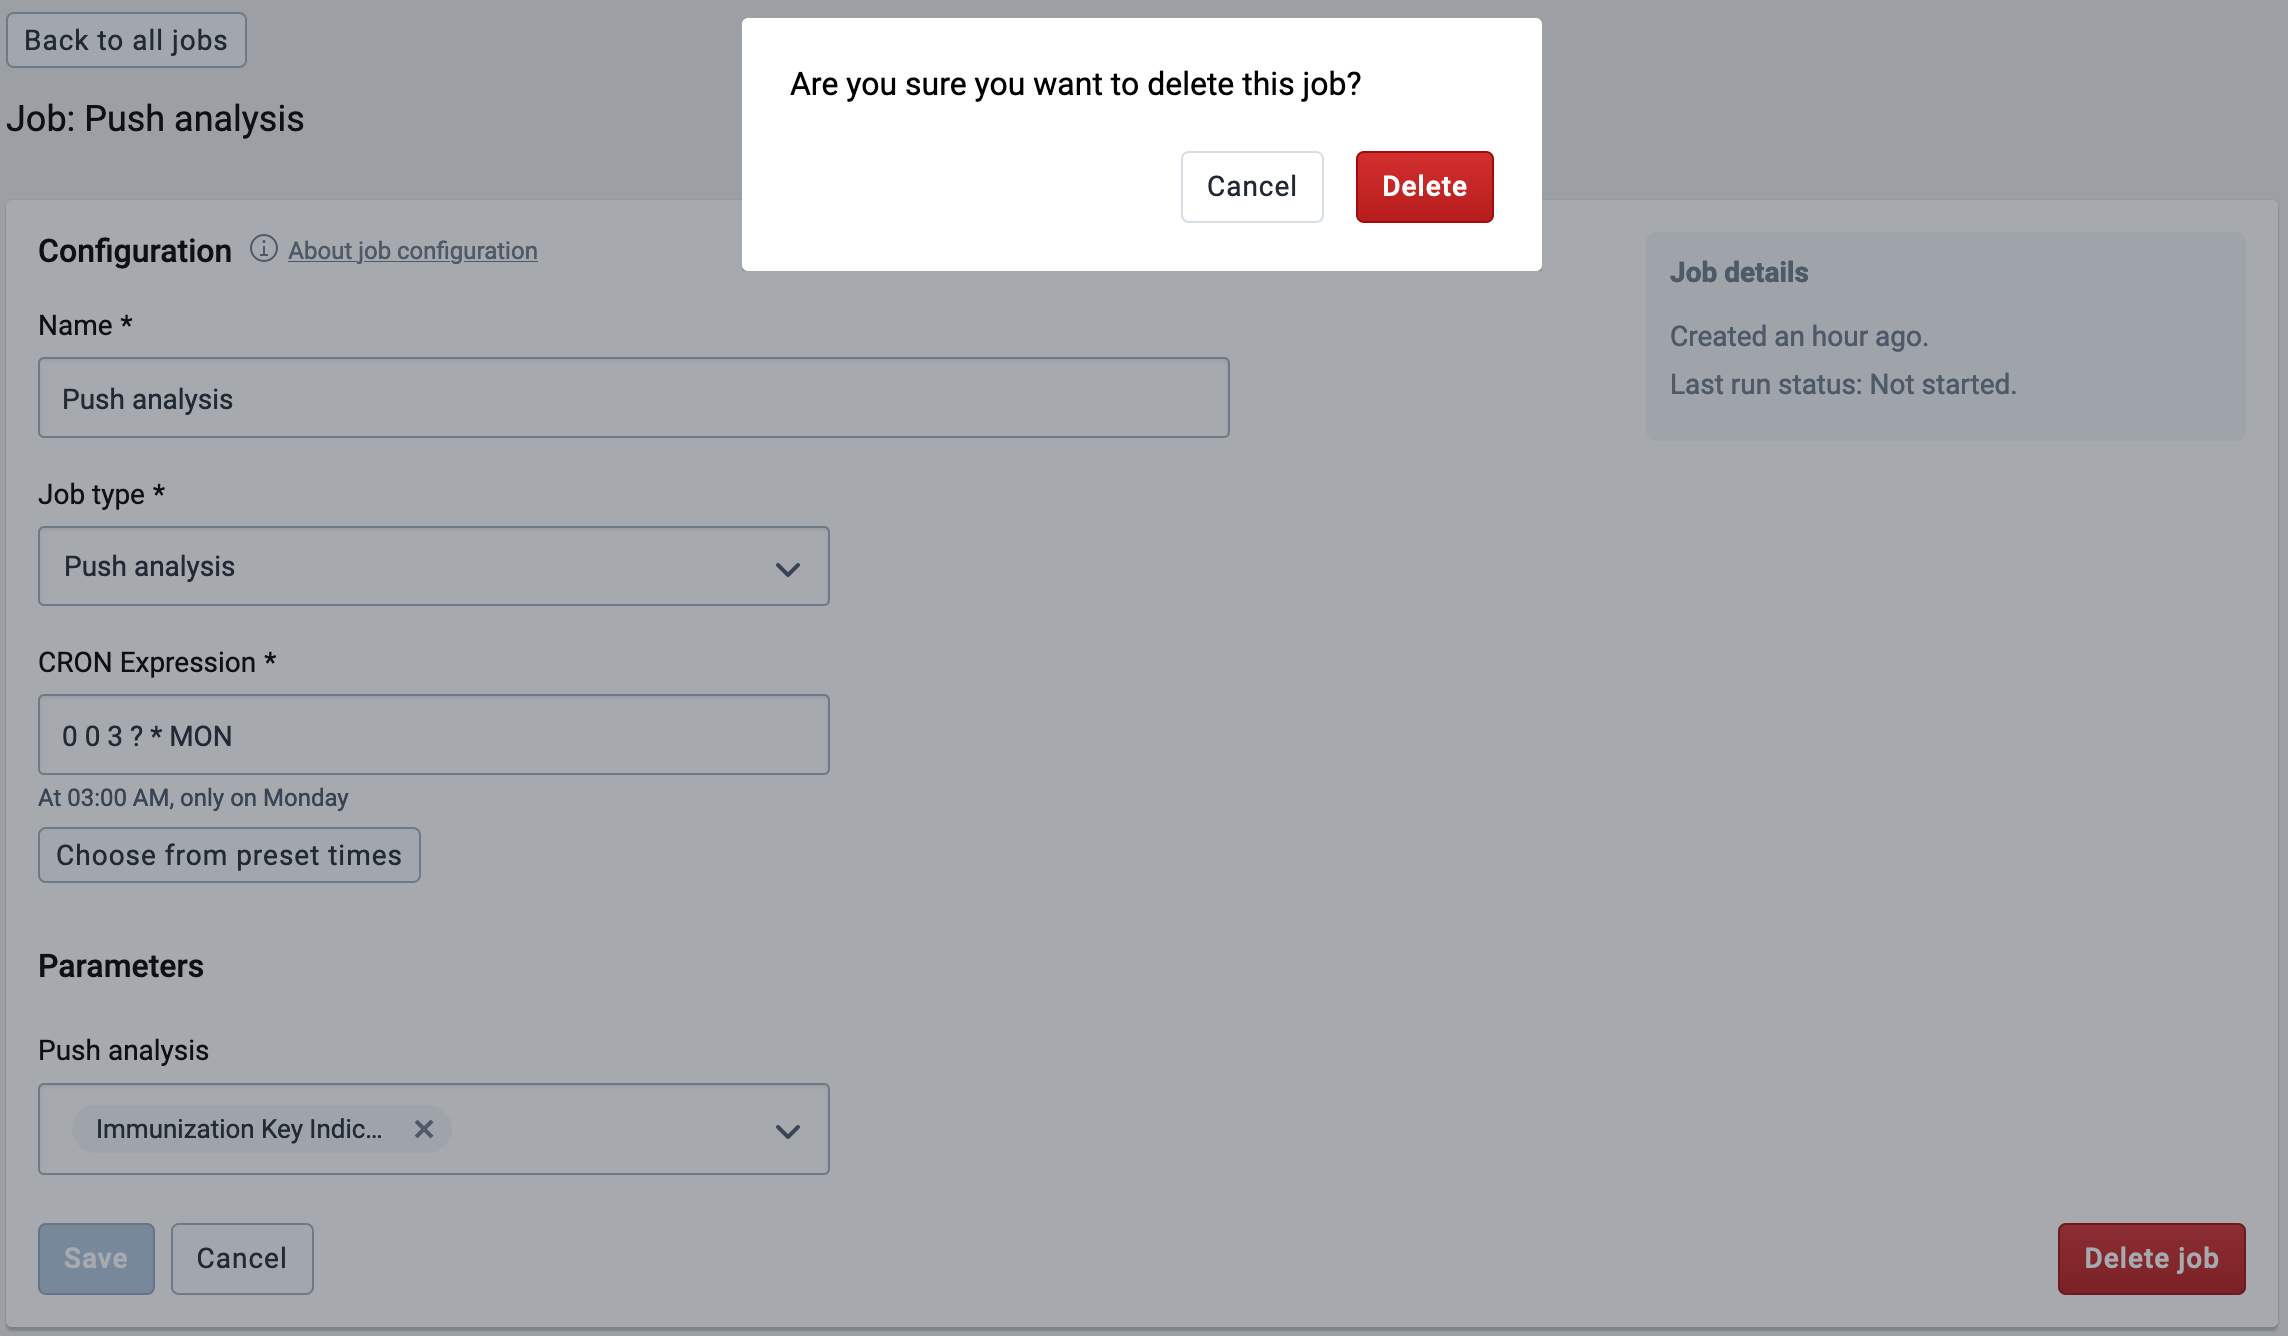 Back to all jobs
Job: Push analysis
Are you sure you want to delete this job?
Cancel
Delete
Configuration
About job configuration
Name *
Push analysis
Job type *
Push analysis
CRON Expression *
0 0 3 ? * MON
At 03:00 AM, only on Monday
Choose from preset times
Parameters
Push analysis
Immunization Key Indic...
Save
Cancel
Job details
Created an hour ago.
Last run status: Not started.
Delete job